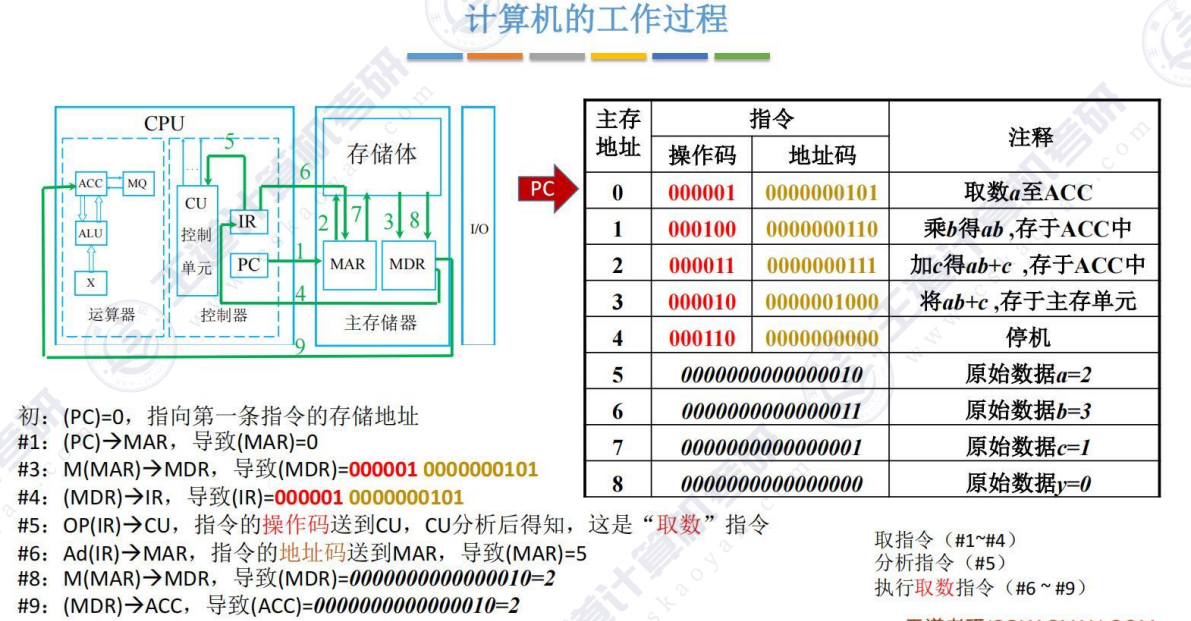 计算机的工作过程
CPU
ACC
MQ
ALU
X
运算器
5
...
CU
控制
单元
IR
PC
控制器
6
1
4
9
存储体
2
7
3
8
MAR
MDR
主存储器
I/O
PC
主存地址 指令 注释
操作码 地址码
0 000001 0000000101 取数a至ACC
1 000100 0000000110 乘b得ab ,存于ACC中
2 000011 0000000111 加c得ab+c ,存于ACC中
3 000010 0000001000 将ab+c ,存于主存单元
4 000110 0000000000 停机
5 0000000000000010 原始数据a=2
6 0000000000000011 原始数据b=3
7 0000000000000001 原始数据c=1
8 0000000000000000 原始数据y=0
初：(PC)=0，指向第一条指令的存储地址
#1：(PC)→MAR，导致(MAR)=0
#3：M(MAR)→MDR，导致(MDR)=000001 0000000101
#4：(MDR)→IR，导致(IR)=000001 0000000101
#5：OP(IR)→CU，指令的操作码送到CU，CU分析后得知，这是“取数”指令
#6：Ad(IR)→MAR，指令的地址码送到MAR，导致(MAR)=5
#8：M(MAR)→MDR，导致(MDR)=0000000000000010=2
#9：(MDR)→ACC，导致(ACC)=0000000000000010=2
取指令（#1~#4）
分析指令（#5）
执行取数指令（#6～#9）